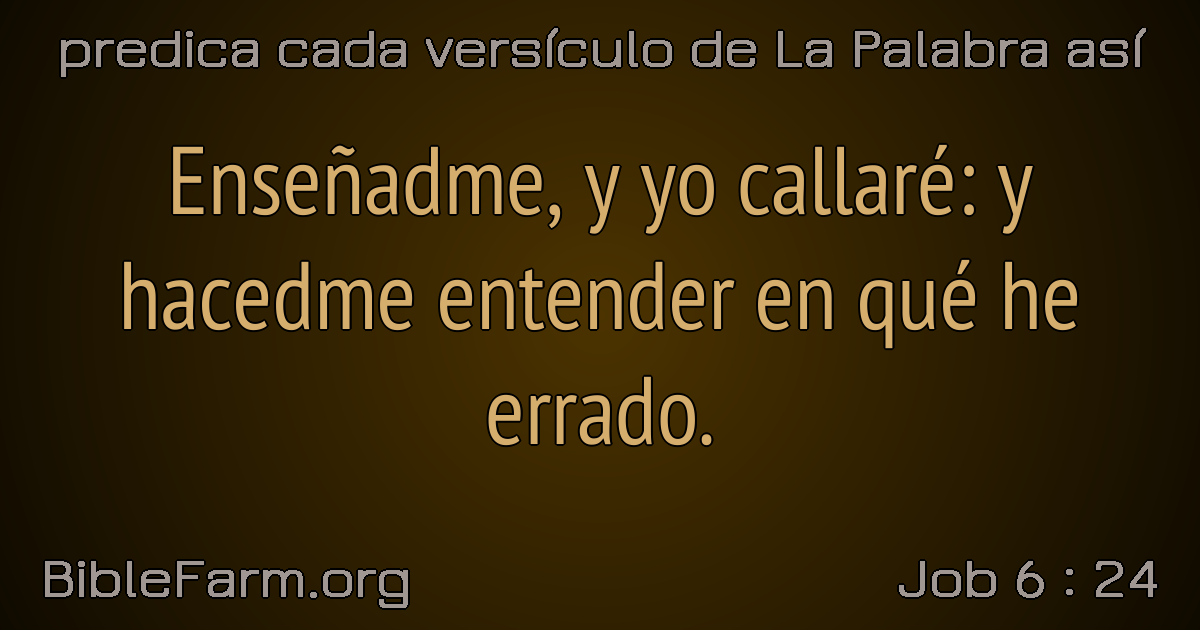 predica cada versículo de La Palabra así
Enseñadme, y yo callaré: y
hacedme entender en qué he
errado.
BibleFarm.org
Job 6 : 24